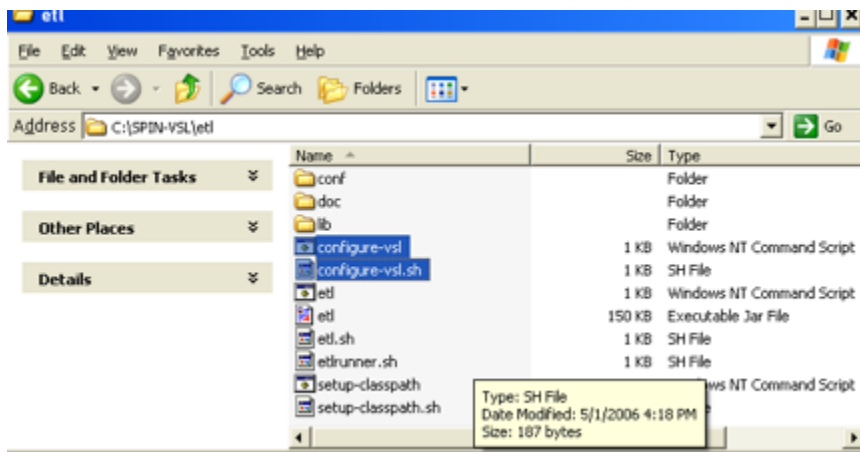 etl
File Edit View Favorites Tools Help
Back Search Folders
Address C:\SPIN-VSL\etl Go
Name Size Type
File and Folder Tasks
Other Places
Details
conf Folder
doc Folder
lib Folder
configure-vsl 1 KB Windows NT Command Script
configure-vsl.sh 1 KB SH File
etl 1 KB Windows NT Command Script
etl 150 KB Executable Jar File
etl.sh 1 KB SH File
etlrunner.sh 1 KB SH File
setup-classpath ws NT Command Script
setup-classpath.sh
Type: SH File
Date Modified: 5/1/2006 4:18 PM
Size: 187 bytes